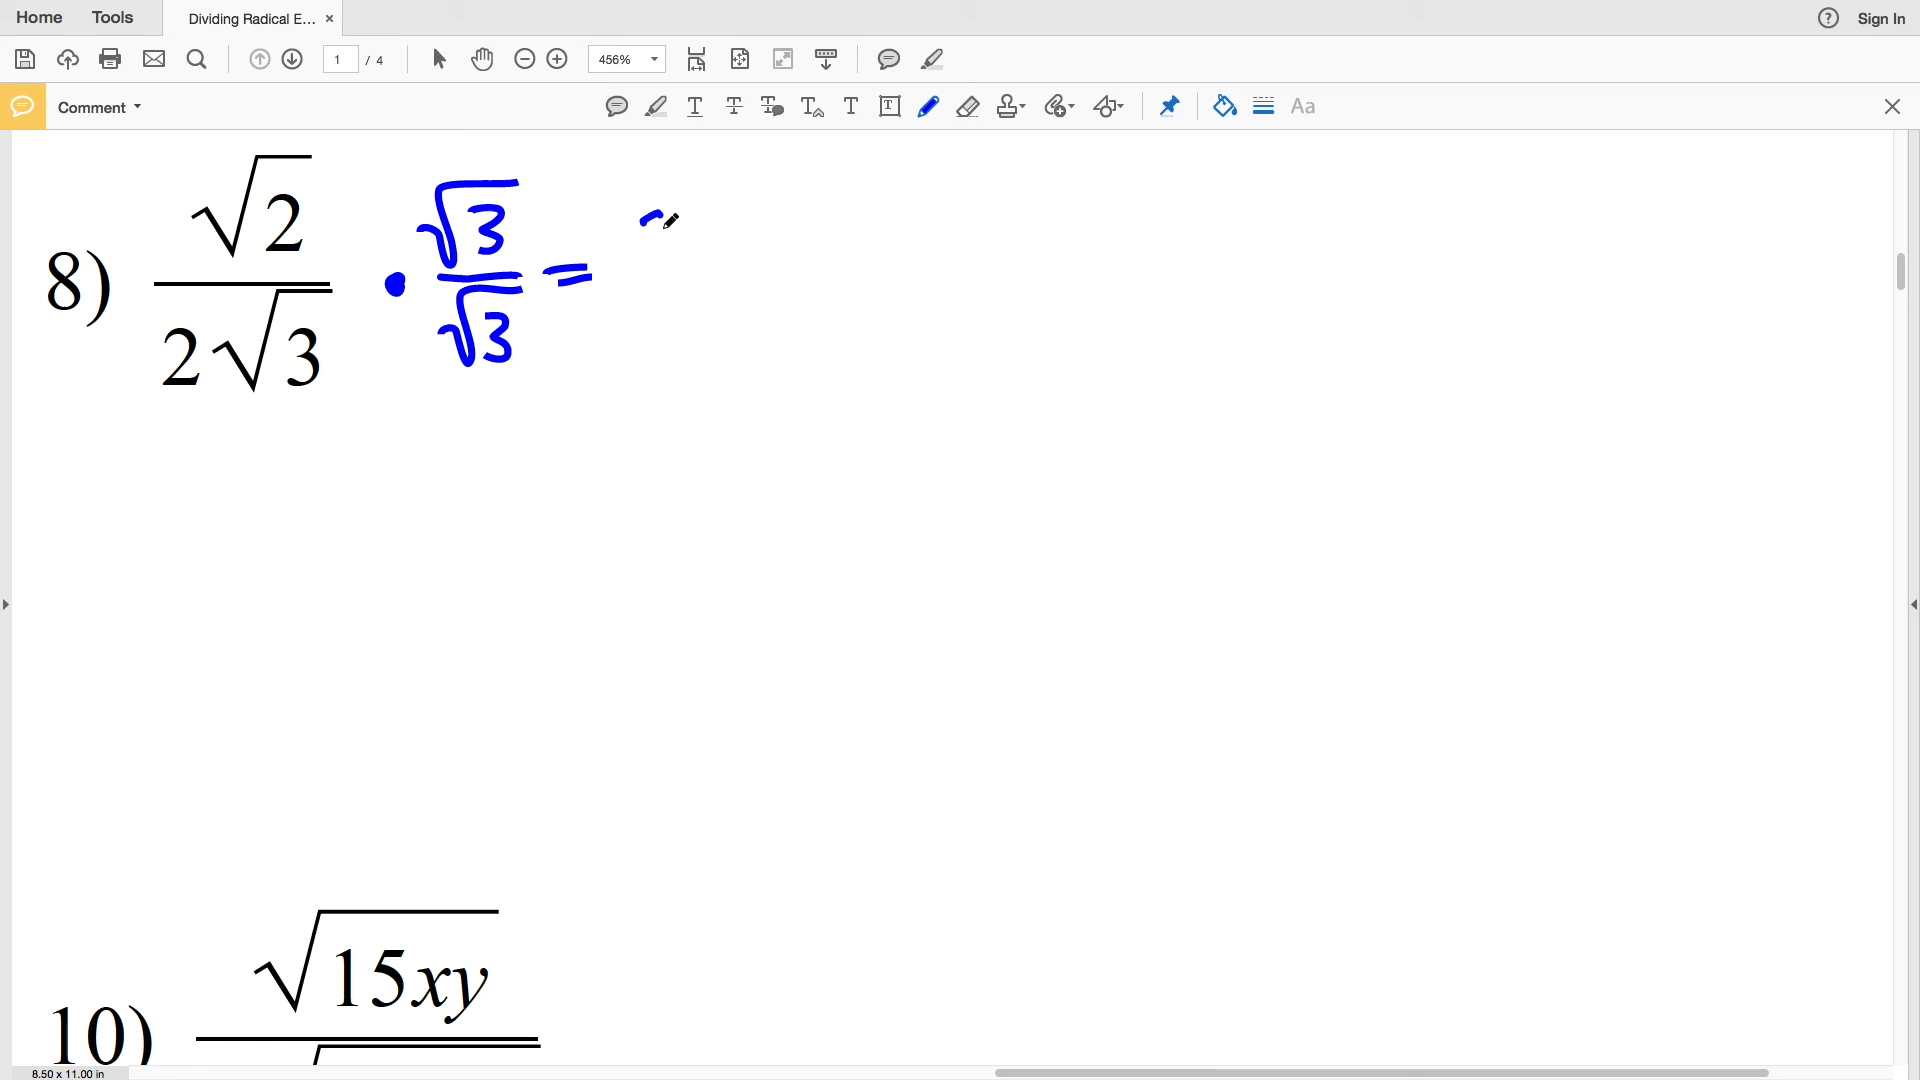 Home Tools Dividing Radical E... × ? Sign In
1 / 4 456%
Comment T T T T T T Aa ×
8) √2 / 2√3 • √3 / √3 =
10) √15xy
8.50 x 11.00 in